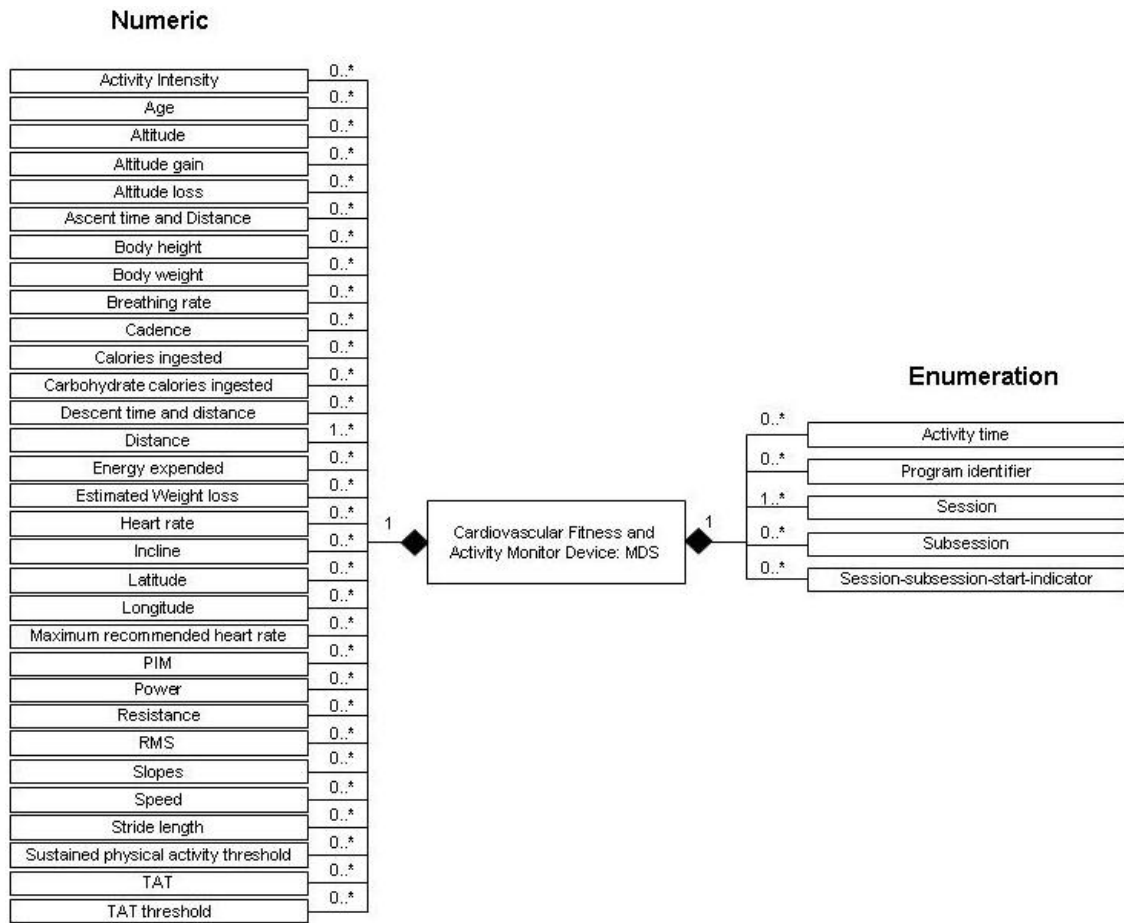 Numeric
Activity Intensity 0..*
Age 0..*
Altitude 0..*
Altitude gain 0..*
Altitude loss 0..*
Ascent time and Distance 0..*
Body height 0..*
Body weight 0..*
Breathing rate 0..*
Cadence 0..*
Calories ingested 0..*
Carbohydrate calories ingested 0..*
Descent time and distance 0..*
Distance 1..*
Energy expended 0..*
Estimated Weight loss 0..*
Heart rate 0..*
Incline 0..*
Latitude 0..*
Longitude 0..*
Maximum recommended heart rate 0..*
PIM 0..*
Power 0..*
Resistance 0..*
RMS 0..*
Slopes 0..*
Speed 0..*
Stride length 0..*
Sustained physical activity threshold 0..*
TAT 0..*
TAT threshold 0..*
1
Cardiovascular Fitness and
Activity Monitor Device: MDS
1
Enumeration
0..* Activity time
0..* Program identifier
1..* Session
0..* Subsession
0..* Session-subsession-start-indicator